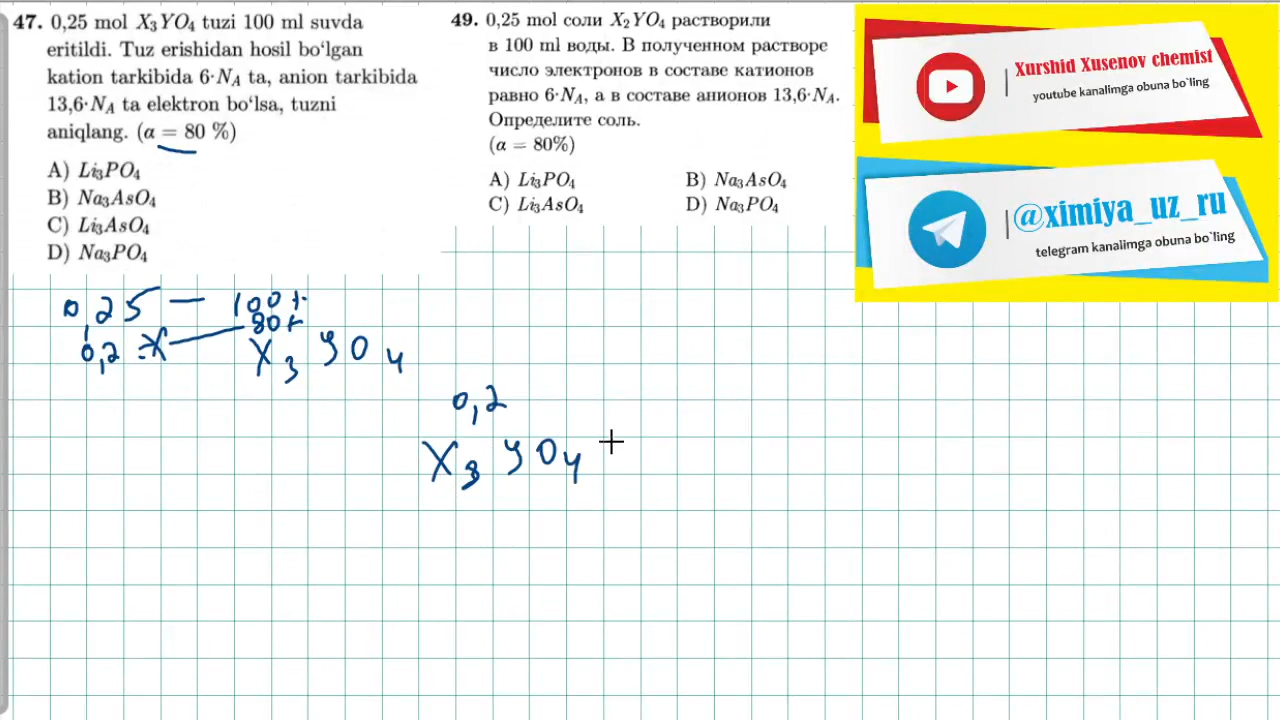 47. 0,25 mol X₃YO₄ tuzi 100 ml suvda
eritildi. Tuz erishidan hosil bo‘lgan
kation tarkibida 6·N_A ta, anion tarkibida
13,6·N_A ta elektron bo‘lsa, tuzni
aniqlang. (α = 80 %)
A) Li₃PO₄
B) Na₃AsO₄
C) Li₃AsO₄
D) Na₃PO₄
49. 0,25 mol соли X₂YO₄ растворили
в 100 ml воды. В полученном растворе
число электронов в составе катионов
равно 6·N_A, а в составе анионов 13,6·N_A.
Определите соль.
(α = 80%)
A) Li₃PO₄ B) Na₃AsO₄
C) Li₃AsO₄ D) Na₃PO₄
Xurshid Xusenov chemist
youtube kanalimga obuna bo`ling
@ximiya_uz_ru
telegram kanalimga obuna bo`ling
0,25 — 100
0,2 = X — 80
X₃YO₄
0,2
X₃YO₄